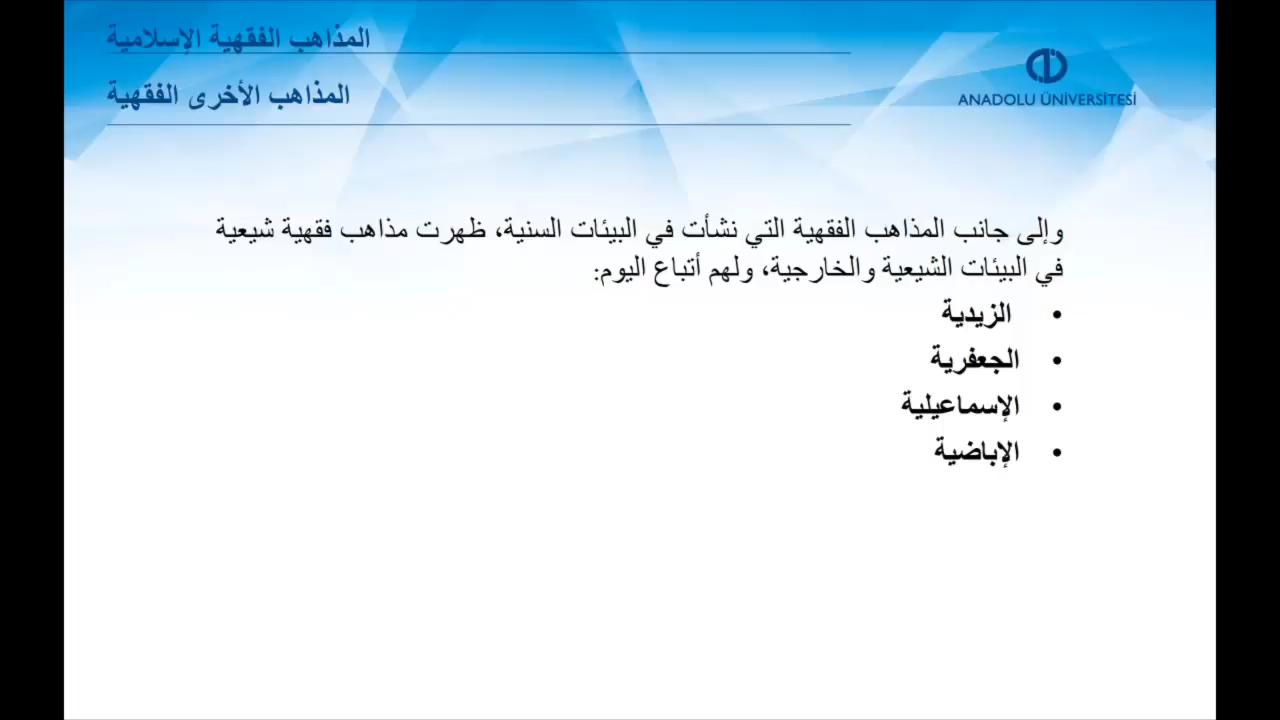 المذاهب الفقهية الإسلامية
المذاهب الأخرى الفقهية
ANADOLU ÜNİVERSİTESİ
وإلى جانب المذاهب الفقهية التي نشأت في البيئات السنية، ظهرت مذاهب فقهية شيعية
في البيئات الشيعية والخارجية، ولهم أتباع اليوم:
• الزيدية
• الجعفرية
• الإسماعيلية
• الإباضية